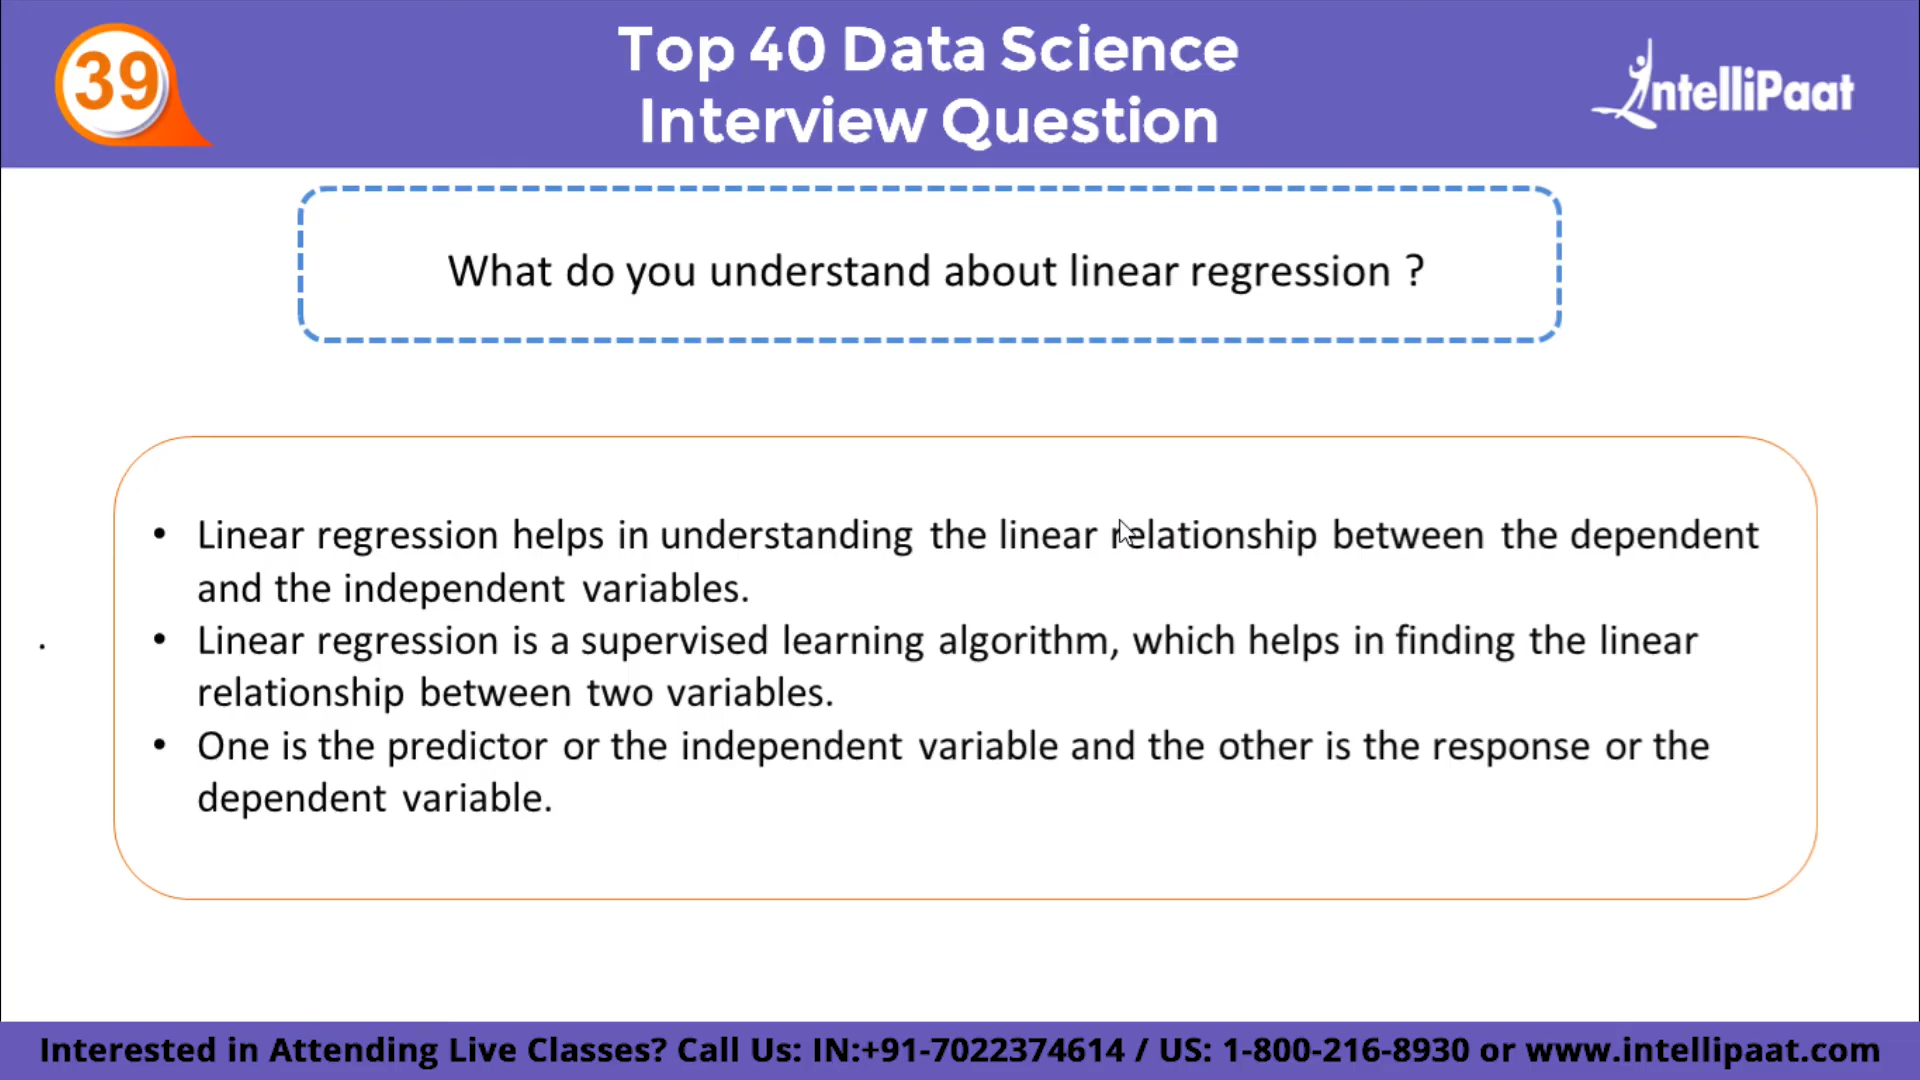 39
Top 40 Data Science
Interview Question
IntelliPaat
What do you understand about linear regression ?
• Linear regression helps in understanding the linear relationship between the dependent
and the independent variables.
• Linear regression is a supervised learning algorithm, which helps in finding the linear
relationship between two variables.
• One is the predictor or the independent variable and the other is the response or the
dependent variable.
.
Interested in Attending Live Classes? Call Us: IN:+91-7022374614 / US: 1-800-216-8930 or www.intellipaat.com